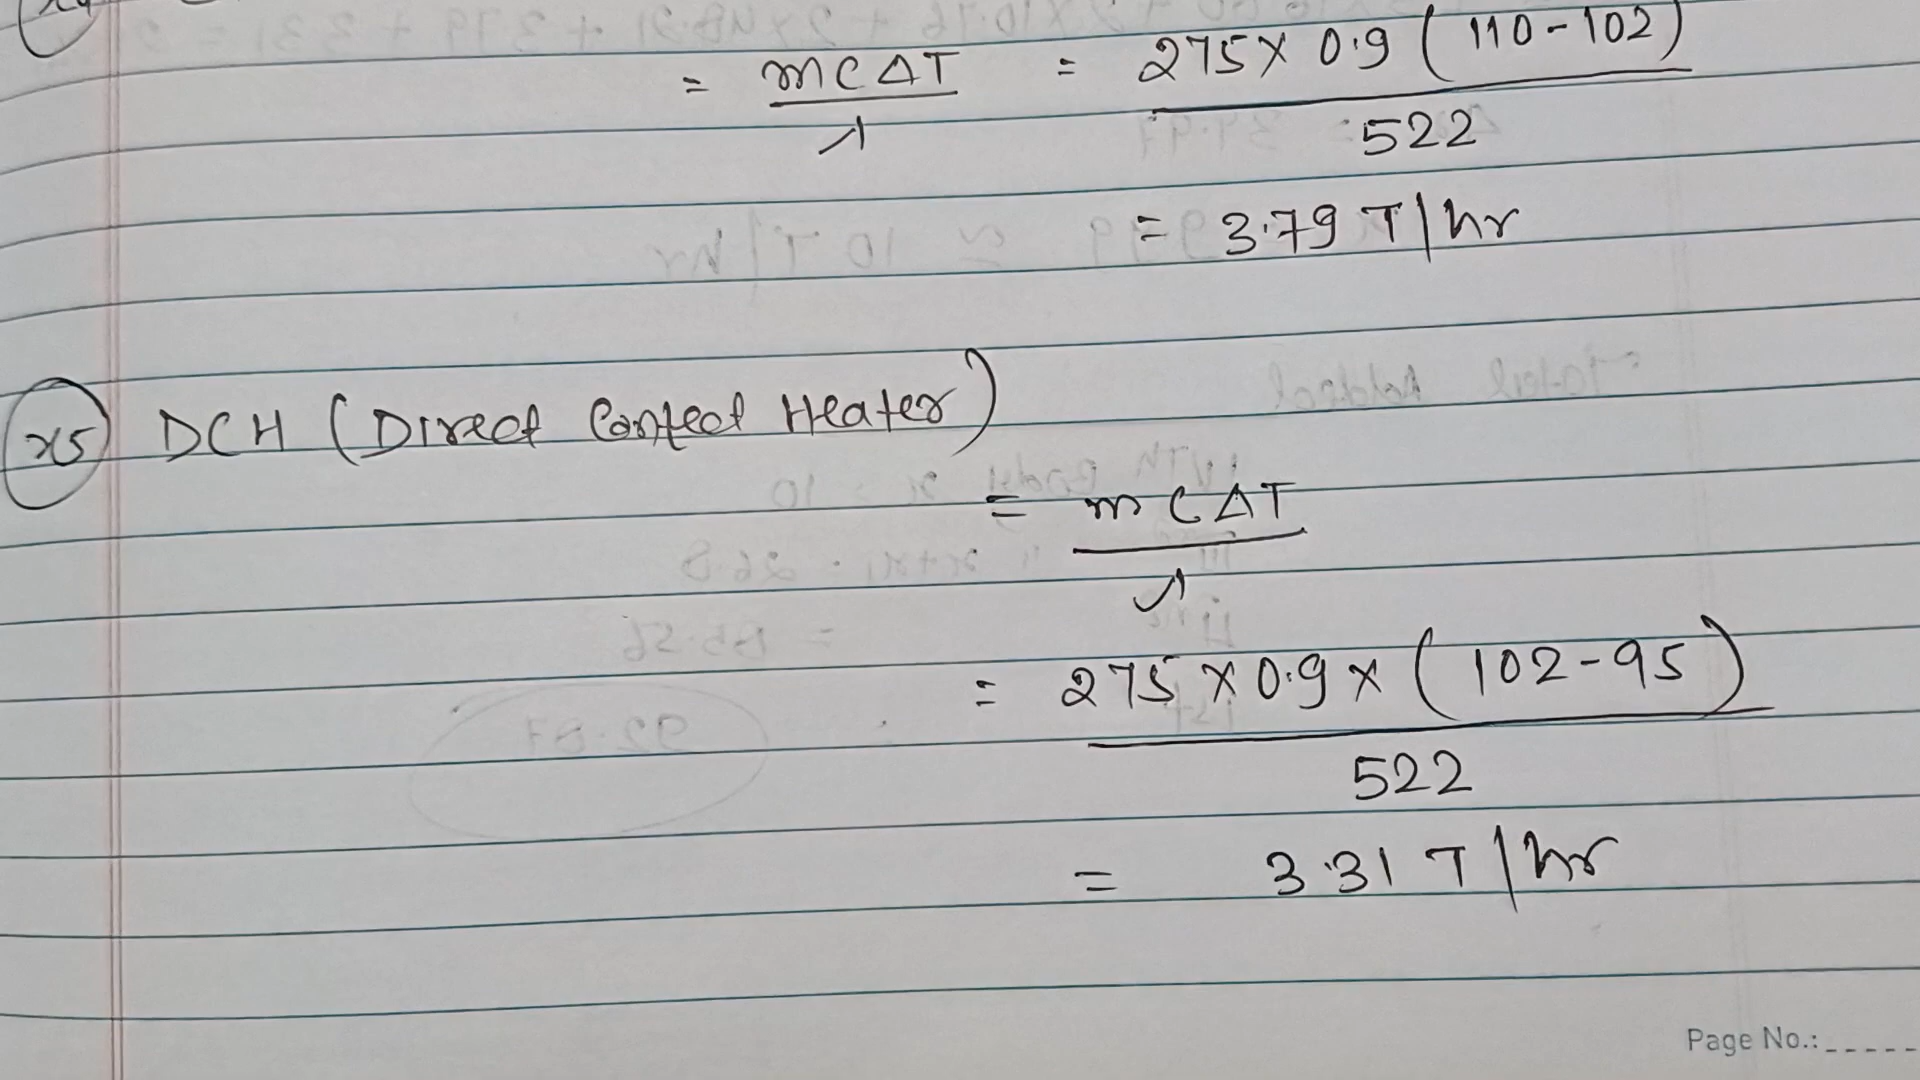 = mCΔT / λ = 275 × 0.9 (110 - 102) / 522
= 3.79 T/hr
x5 DCH (Direct Contect Heater)
= mCΔT / λ
= 275 × 0.9 × (102 - 95) / 522
= 3.31 T/hr
Page No.: